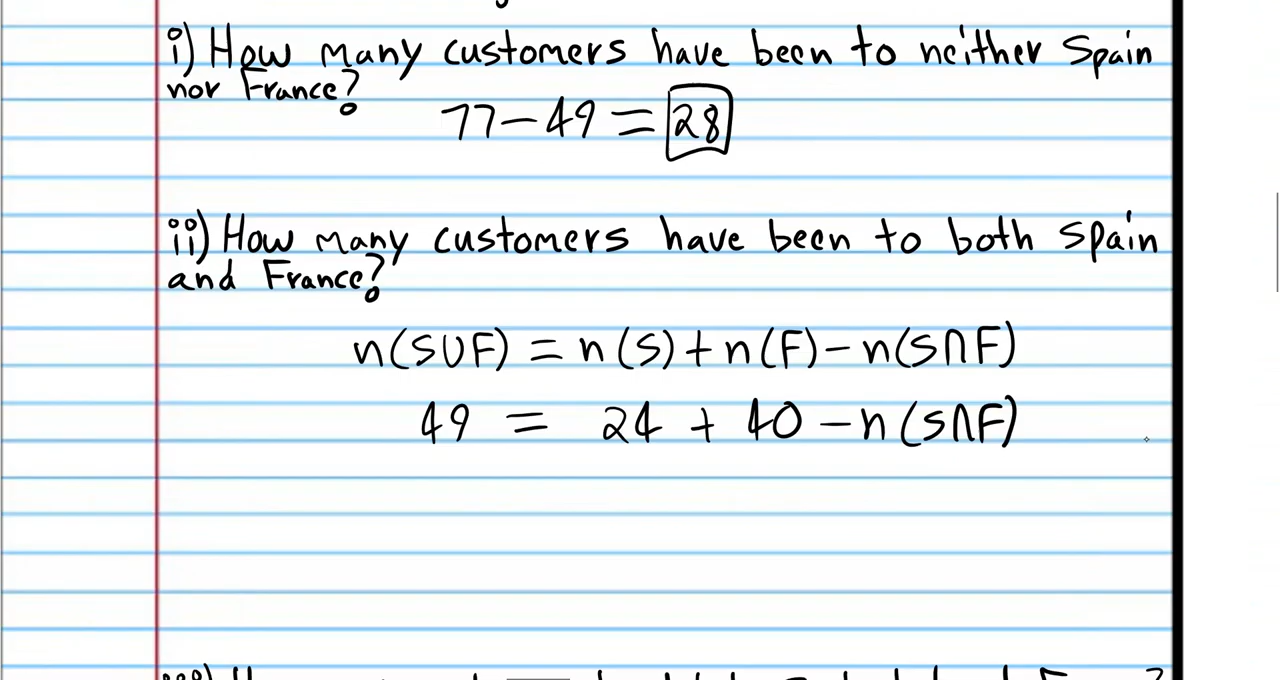 i) How many customers have been to neither Spain
nor France?
77-49=28
ii) How many customers have been to both Spain
and France?
n(S∪F) = n(S)+n(F)-n(S∩F)
49 = 24 + 40 -n(S∩F)